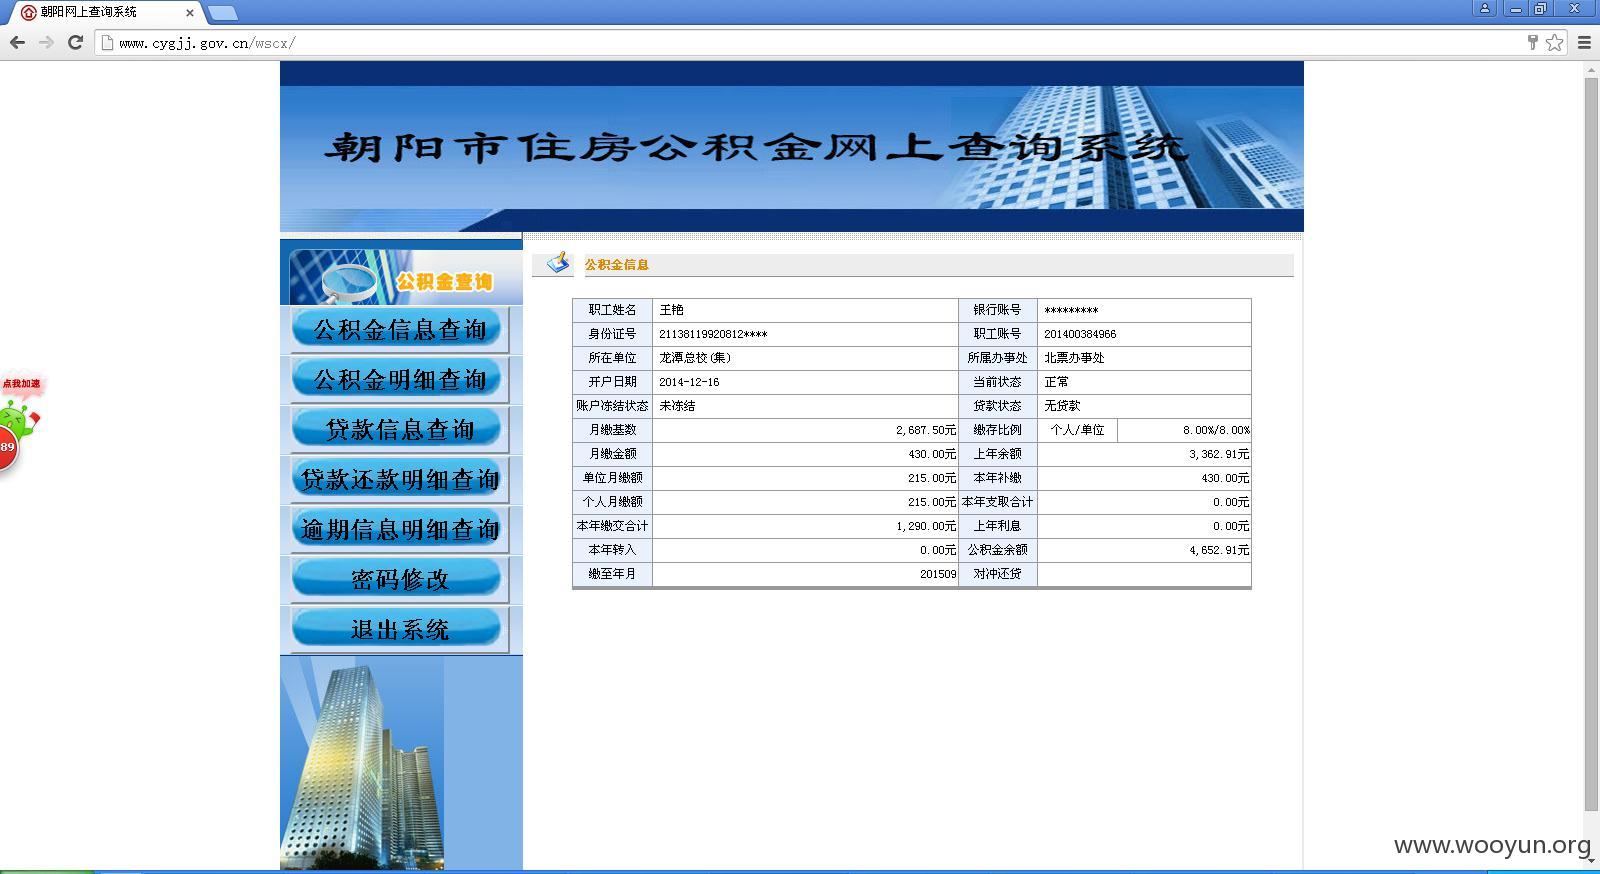 朝阳网上查询系统
www.cygjj.gov.cn/wscx/
朝阳市住房公积金网上查询系统
公积金查询
公积金信息查询
公积金明细查询
贷款信息查询
贷款还款明细查询
逾期信息明细查询
密码修改
退出系统
点我加速
89
公积金信息
职工姓名 王艳 银行账号 *********
身份证号 21138119920812**** 职工账号 201400384966
所在单位 龙潭总校(集) 所属办事处 北票办事处
开户日期 2014-12-16 当前状态 正常
账户冻结状态 未冻结 贷款状态 无贷款
月缴基数 2,687.50元 缴存比例 个人/单位 8.00%/8.00%
月缴金额 430.00元 上年余额 3,362.91元
单位月缴额 215.00元 本年补缴 430.00元
个人月缴额 215.00元 本年支取合计 0.00元
本年缴交合计 1,290.00元 上年利息 0.00元
本年转入 0.00元 公积金余额 4,652.91元
缴至年月 201509 对冲还贷
www.wooyun.org